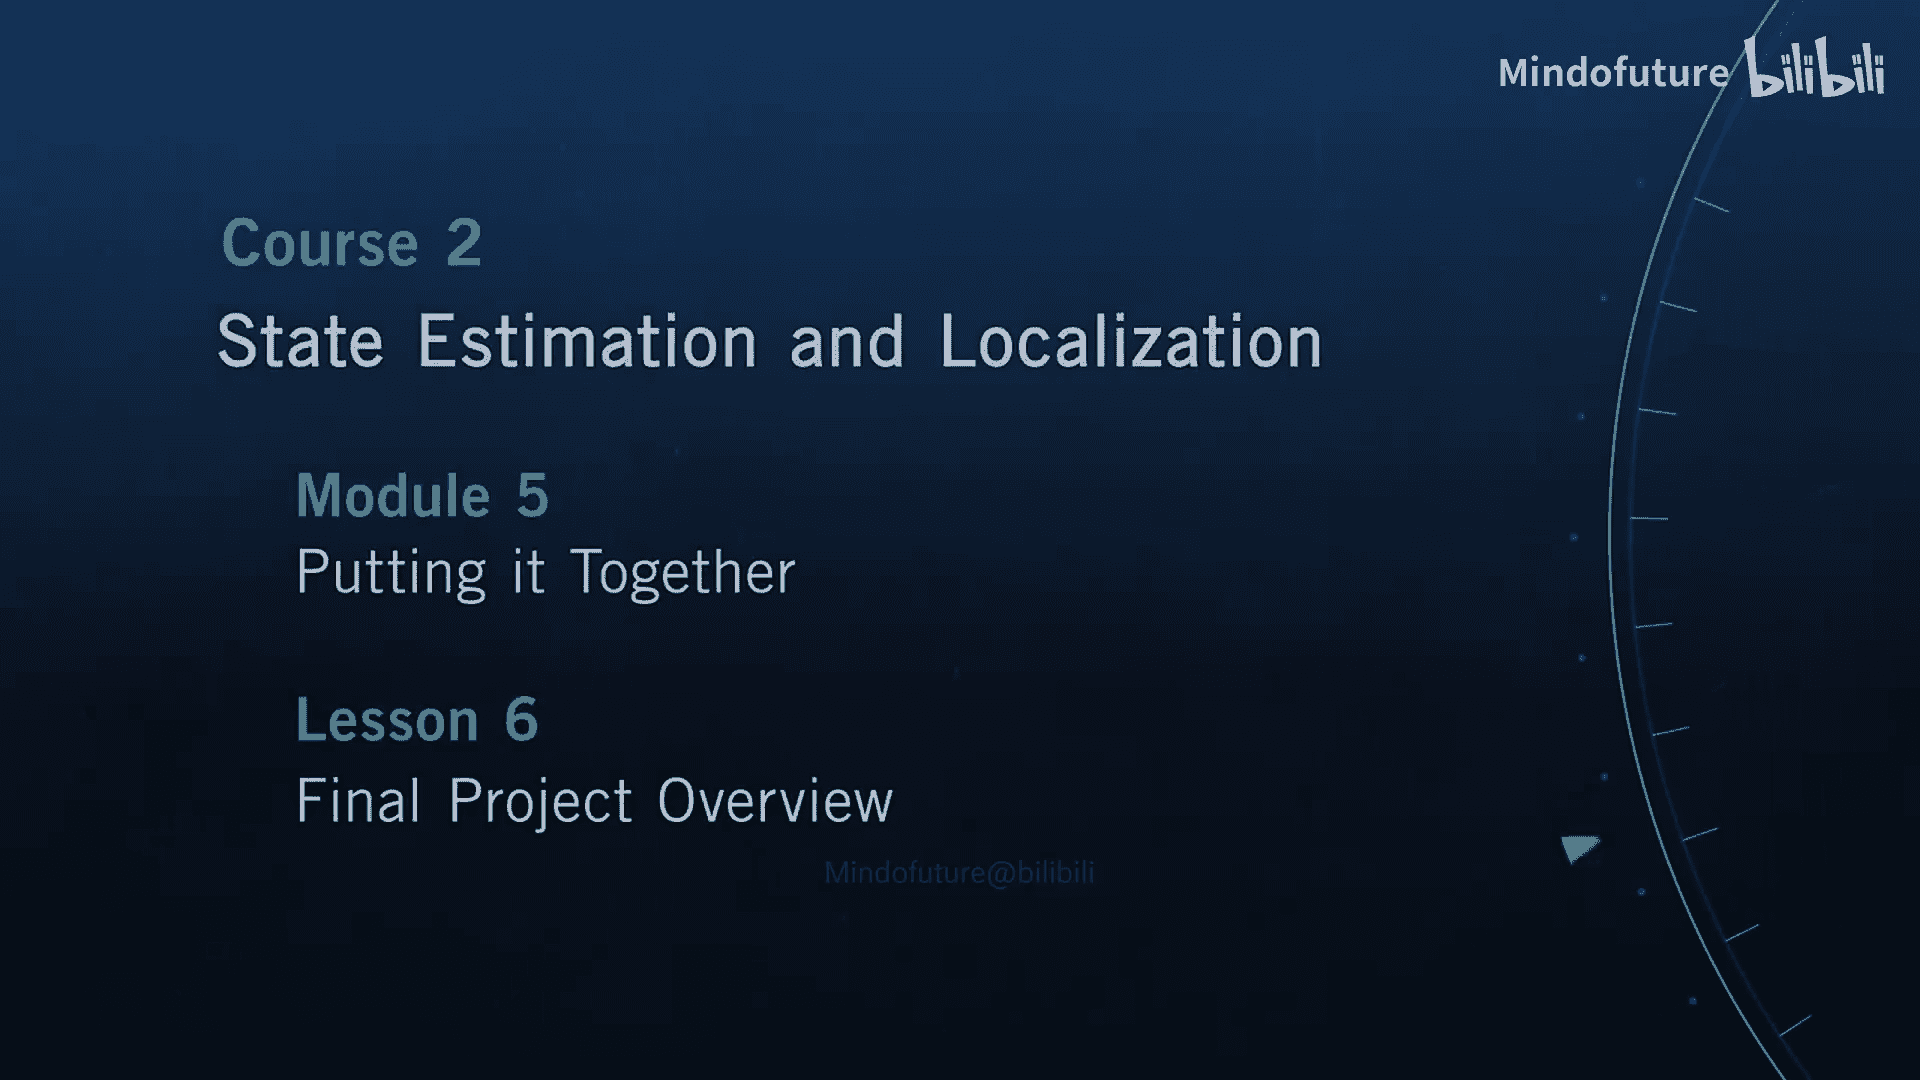 Mindofuture bilibili
Course 2
State Estimation and Localization
Module 5
Putting it Together
Lesson 6
Final Project Overview
Mindofuture@bilibili